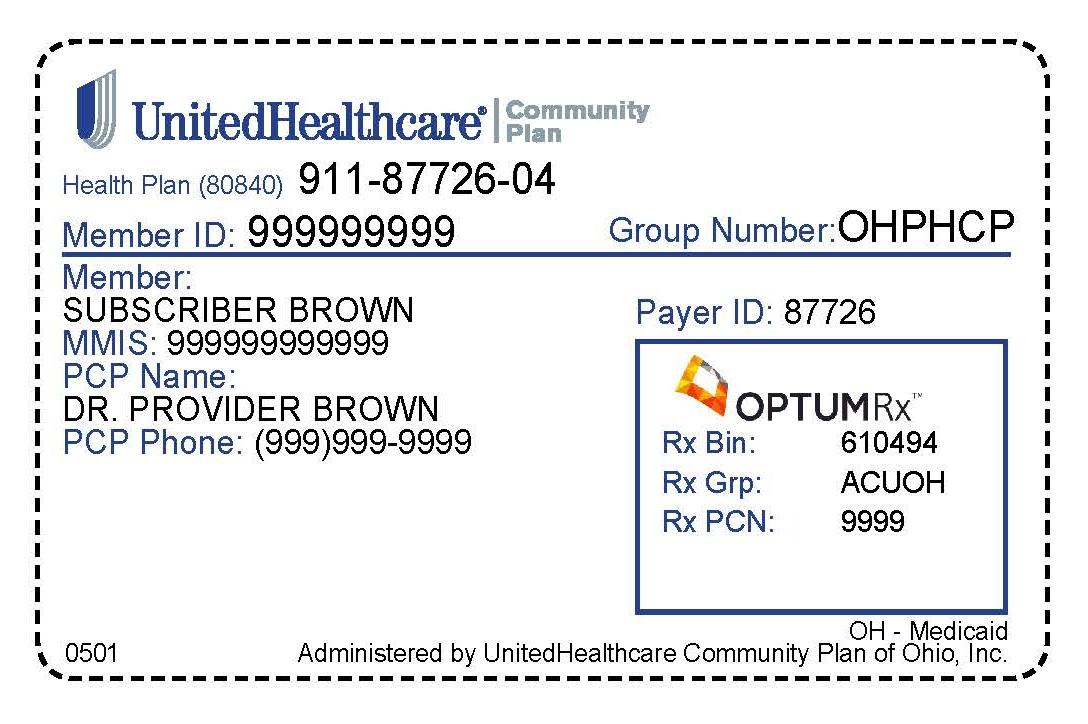 UnitedHealthcare® Community Plan
Health Plan (80840) 911-87726-04
Member ID: 999999999 Group Number:OHPHCP
Member:
SUBSCRIBER BROWN
MMIS: 999999999999
PCP Name:
DR. PROVIDER BROWN
PCP Phone: (999)999-9999
Payer ID: 87726
OPTUMRx™
Rx Bin: 610494
Rx Grp: ACUOH
Rx PCN: 9999
OH - Medicaid
0501 Administered by UnitedHealthcare Community Plan of Ohio, Inc.